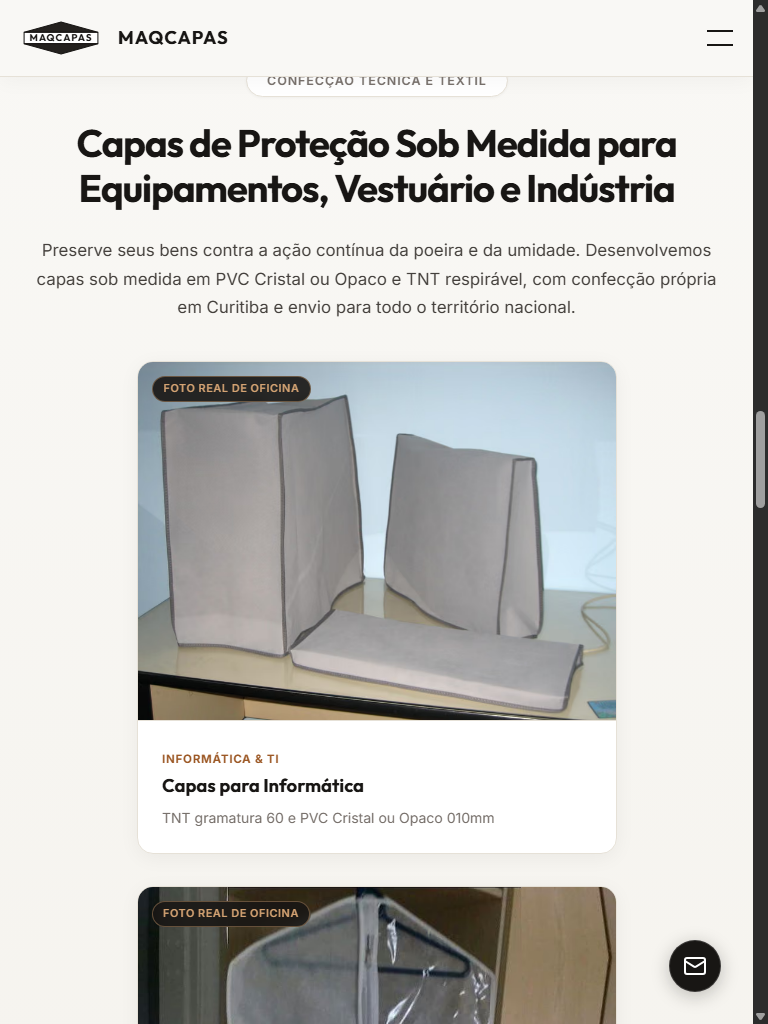 MAQCAPAS
MAQCAPAS
CONFECÇÃO TÉCNICA E TÊXTIL
Capas de Proteção Sob Medida para
Equipamentos, Vestuário e Indústria
Preserve seus bens contra a ação contínua da poeira e da umidade. Desenvolvemos
capas sob medida em PVC Cristal ou Opaco e TNT respirável, com confecção própria
em Curitiba e envio para todo o território nacional.
FOTO REAL DE OFICINA
INFORMÁTICA & TI
Capas para Informática
TNT gramatura 60 e PVC Cristal ou Opaco 010mm
FOTO REAL DE OFICINA